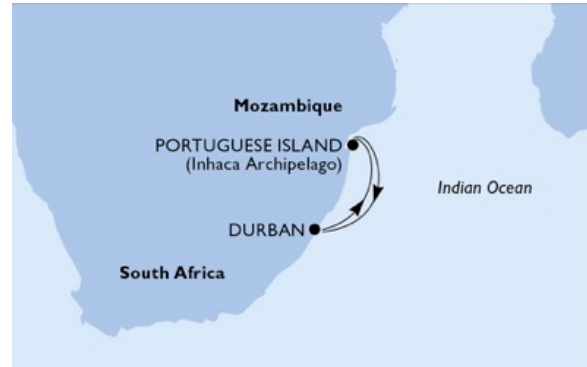 Mozambique
PORTUGUESE ISLAND
(Inhaca Archipelago)
Indian Ocean
DURBAN
South Africa